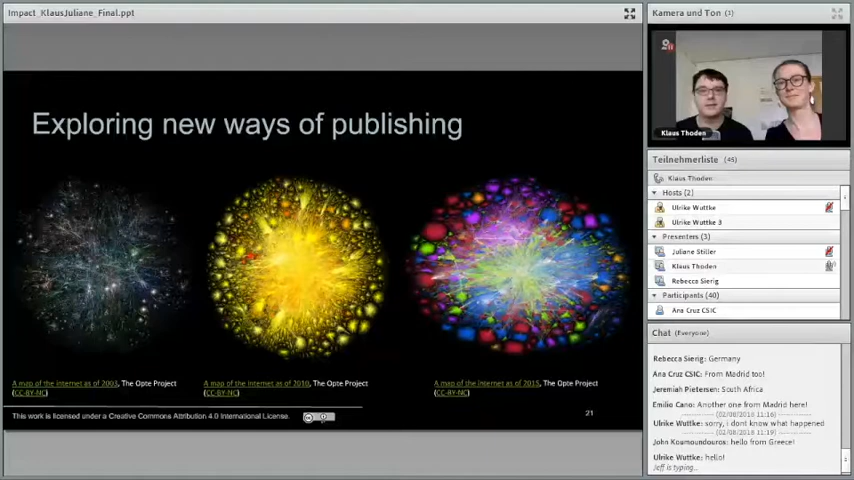 Impact_KlausJuliane_Final.ppt
Exploring new ways of publishing
A map of the internet as of 2003, The Opte Project
(CC-BY-NC)
A map of the internet as of 2010, The Opte Project
(CC-BY-NC)
A map of the internet as of 2015, The Opte Project
(CC-BY-NC)
This work is licensed under a Creative Commons Attribution 4.0 International License.
21
Kamera und Ton (1)
Klaus Thoden
Teilnehmerliste (45)
Klaus Thoden
Hosts (2)
Ulrike Wuttke
Ulrike Wuttke 3
Presenters (3)
Juliane Stiller
Klaus Thoden
Rebecca Sierig
Participants (40)
Ana Cruz CSIC
Chat (Everyone)
Rebecca Sierig: Germany
Ana Cruz CSIC: From Madrid too!
Jeremiah Pietersen: South Africa
Emilio Cano: Another one from Madrid here!
(02/08/2018 11:16)
Ulrike Wuttke: sorry, i dont know what happened
(02/08/2018 11:19)
John Koumoundouros: hello from Greece!
Ulrike Wuttke: hello!
Jeff is typing..